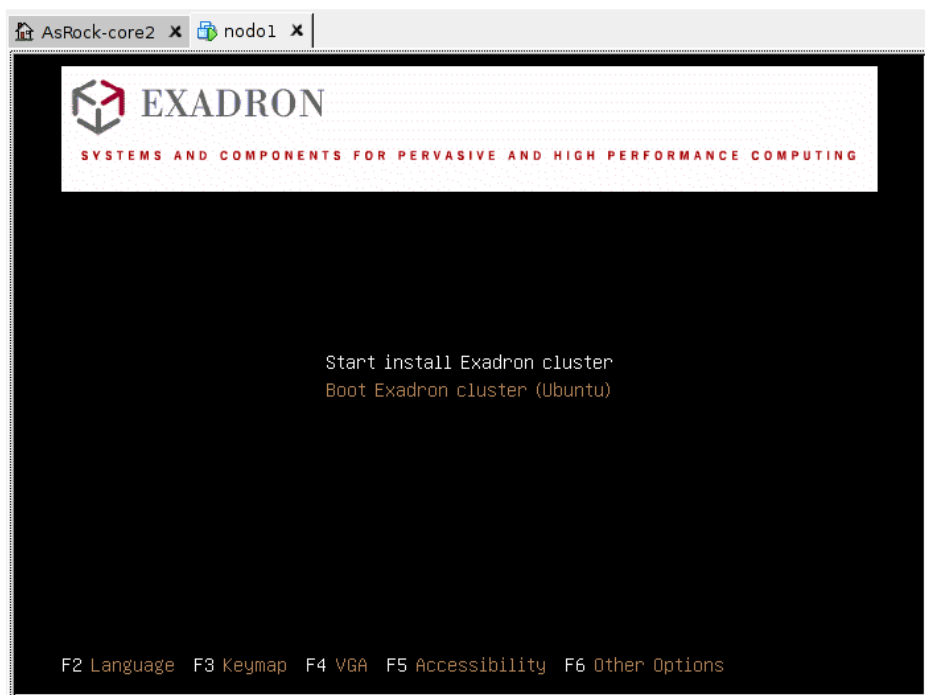 AsRock-core2 nodo1
EXADRON
SYSTEMS AND COMPONENTS FOR PERVASIVE AND HIGH PERFORMANCE COMPUTING
Start install Exadron cluster
Boot Exadron cluster (Ubuntu)
F2 Language F3 Keymap F4 VGA F5 Accessibility F6 Other Options